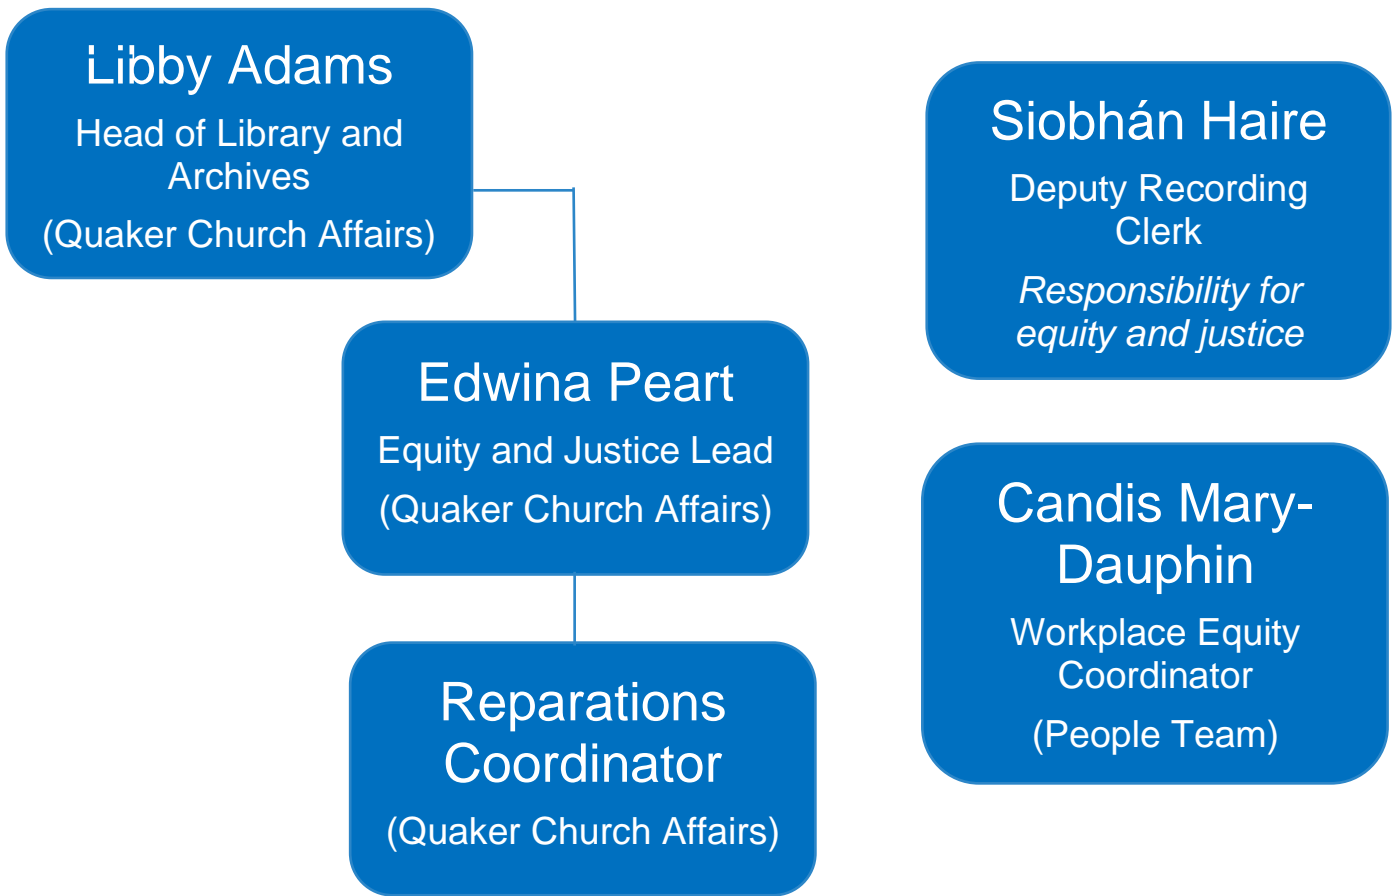 Libby Adams
Head of Library and
Archives
(Quaker Church Affairs)
Siobhán Haire
Deputy Recording
Clerk
Responsibility for
equity and justice
Edwina Peart
Equity and Justice Lead
(Quaker Church Affairs)
Candis Mary-
Dauphin
Workplace Equity
Coordinator
(People Team)
Reparations
Coordinator
(Quaker Church Affairs)